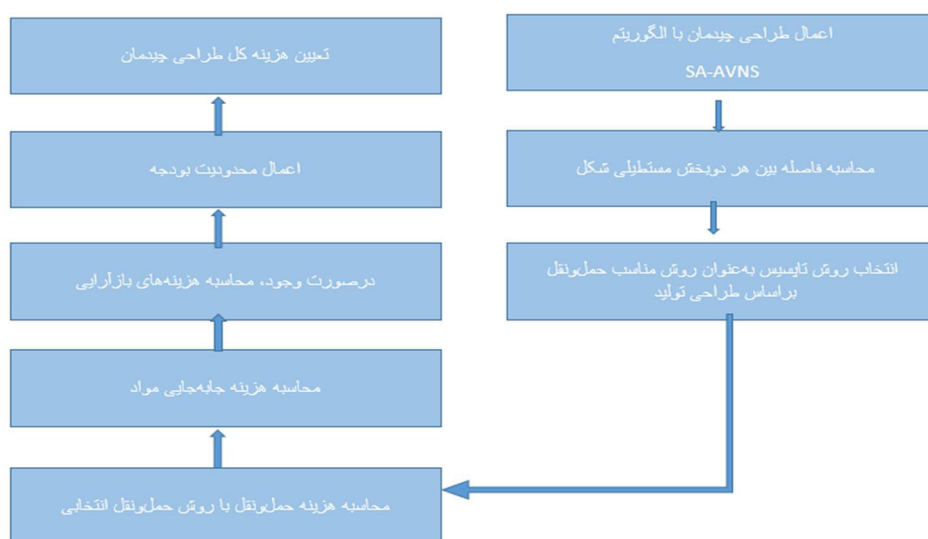 اعمال طراحی چیدمان با الگوریتم
SA-AVNS
محاسبه فاصله بین هر دوبخش مستطیلی شکل
انتخاب روش تاپسیس به‌عنوان روش مناسب حمل‌ونقل
براساس طراحی تولید
محاسبه هزینه حمل‌ونقل با روش حمل‌ونقل انتخابی
محاسبه هزینه جابه‌جایی مواد
درصورت وجود، محاسبه هزینه‌های بازآرایی
اعمال محدودیت بودجه
تعیین هزینه کل طراحی چیدمان